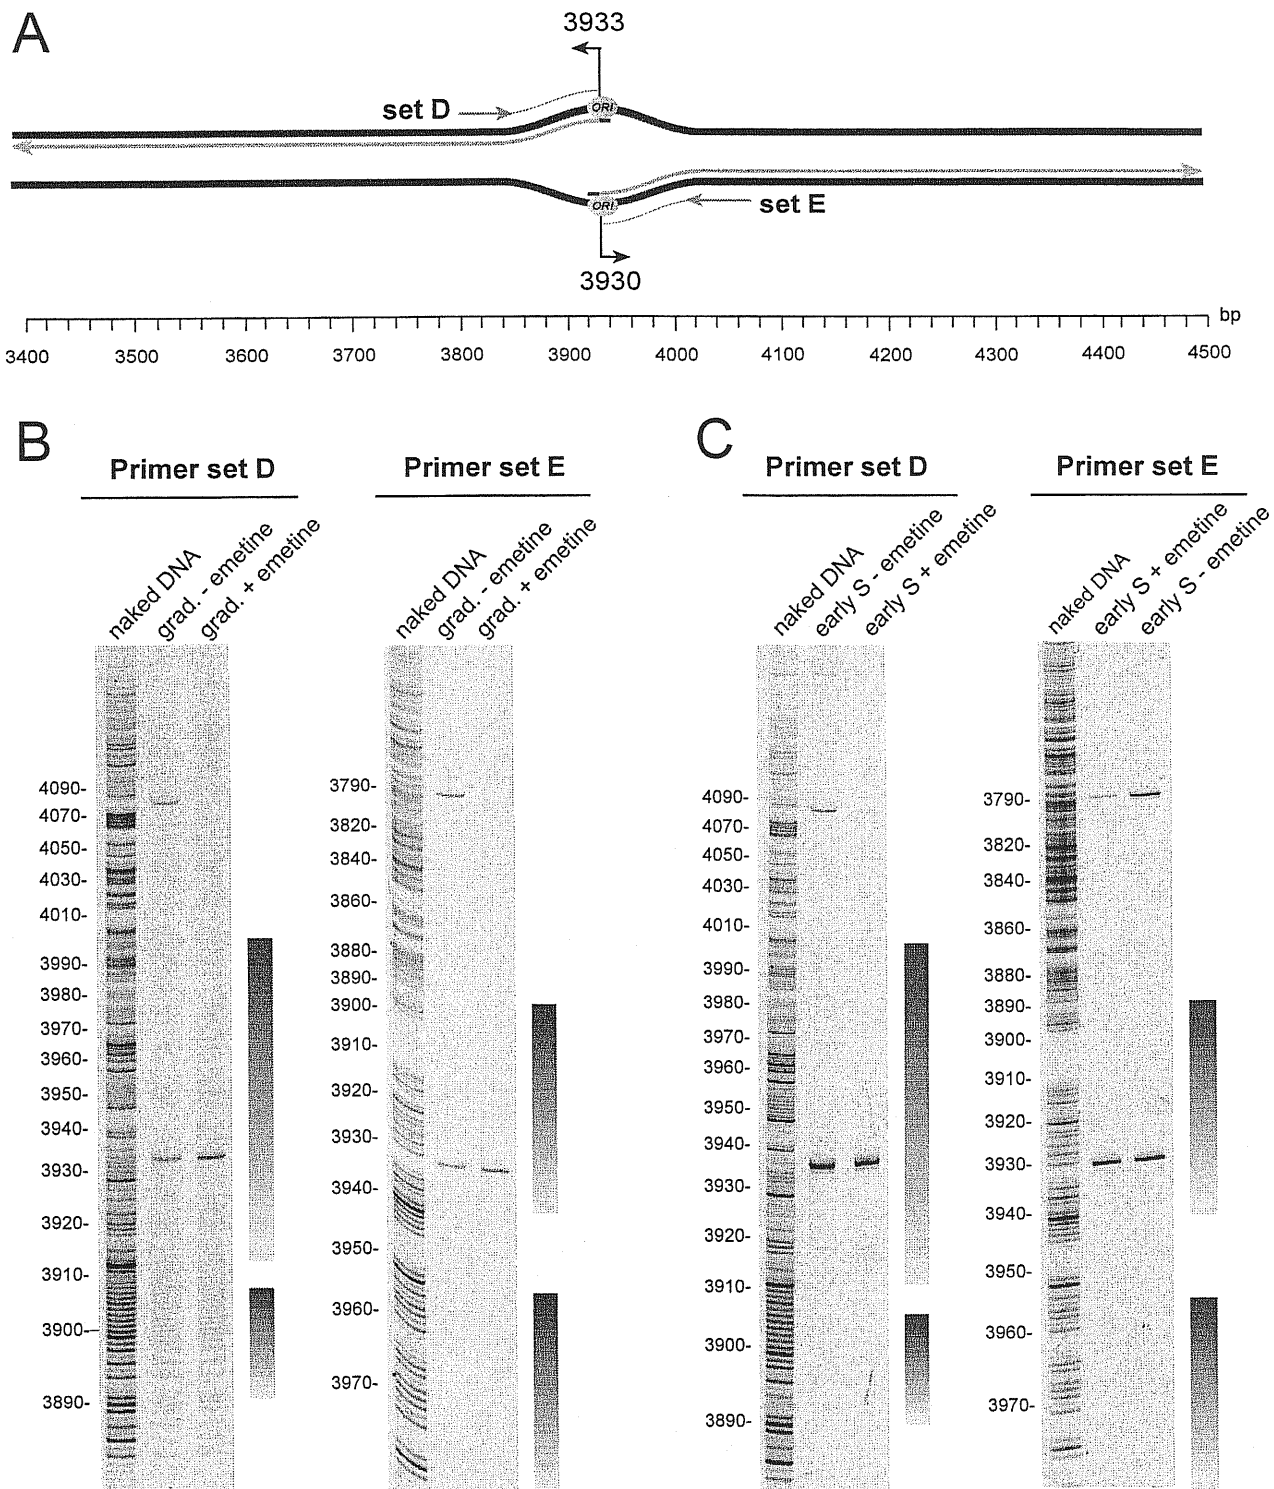 A
3933
set D
ORI
ORI
set E
3930
bp
3400 3500 3600 3700 3800 3900 4000 4100 4200 4300 4400 4500
B
Primer set D
naked DNA
grad. - emetine
grad. + emetine
4090-
4070-
4050-
4030-
4010-
3990-
3980-
3970-
3960-
3950-
3940-
3930-
3920-
3910-
3900-
3890-
Primer set E
naked DNA
grad. - emetine
grad. + emetine
3790-
3820-
3840-
3860-
3880-
3890-
3900-
3910-
3920-
3930-
3940-
3950-
3960-
3970-
C
Primer set D
naked DNA
early S - emetine
early S + emetine
4090-
4070-
4050-
4030-
4010-
3990-
3980-
3970-
3960-
3950-
3940-
3930-
3920-
3910-
3900-
3890-
Primer set E
naked DNA
early S + emetine
early S - emetine
3790-
3820-
3840-
3860-
3880-
3890-
3900-
3910-
3920-
3930-
3940-
3950-
3960-
3970-